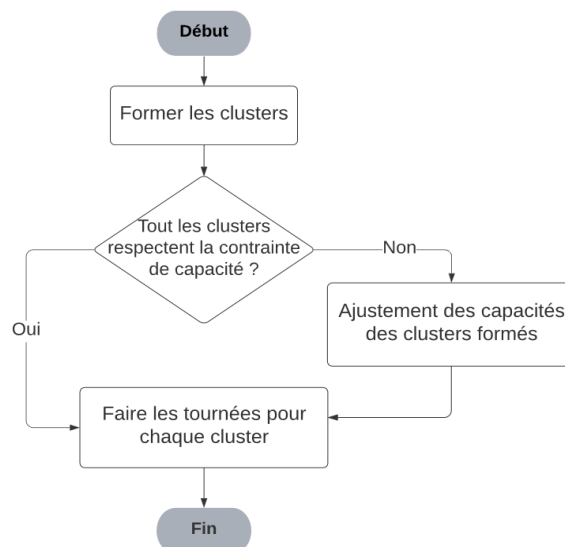 Début
Former les clusters
Tout les clusters
respectent la contrainte
de capacité ?
Non
Ajustement des capacités
des clusters formés
Oui
Faire les tournées pour
chaque cluster
Fin